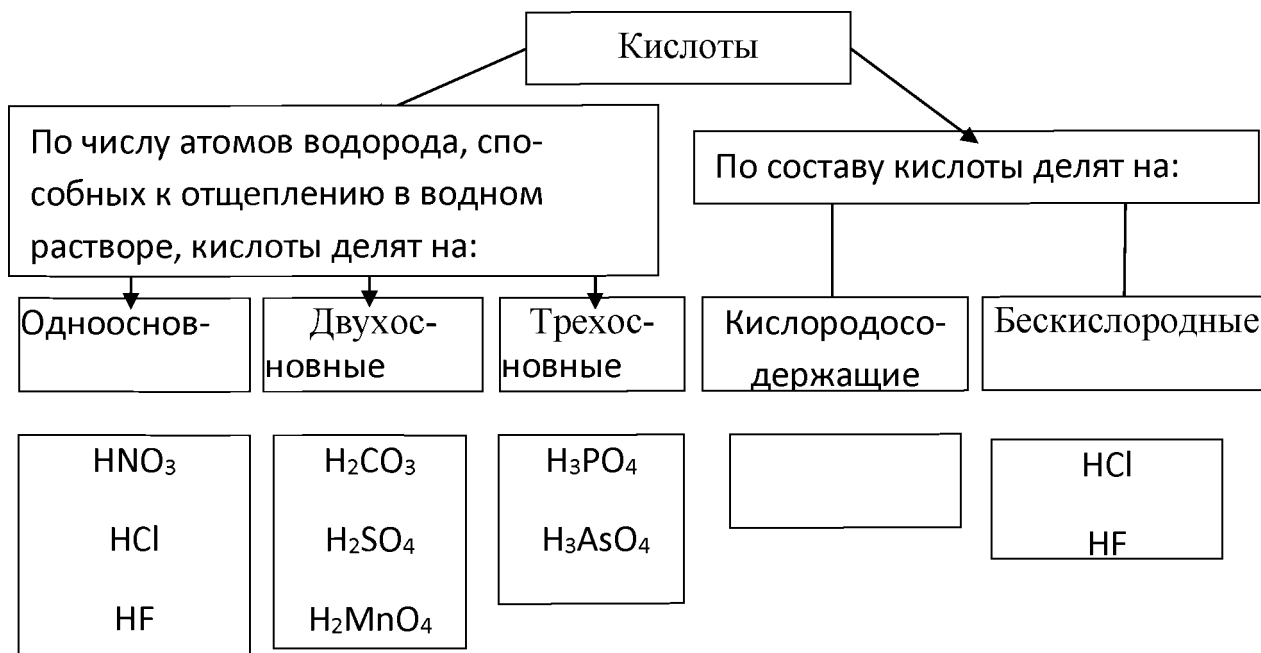 Кислоты
По числу атомов водорода, спо-
собных к отщеплению в водном
растворе, кислоты делят на:
По составу кислоты делят на:
Однооснов-
Двухос-
новные
Трехос-
новные
Кислородосо-
держащие
Бескислородные
HNO₃
HCl
HF
H₂CO₃
H₂SO₄
H₂MnO₄
H₃PO₄
H₃AsO₄
HCl
HF